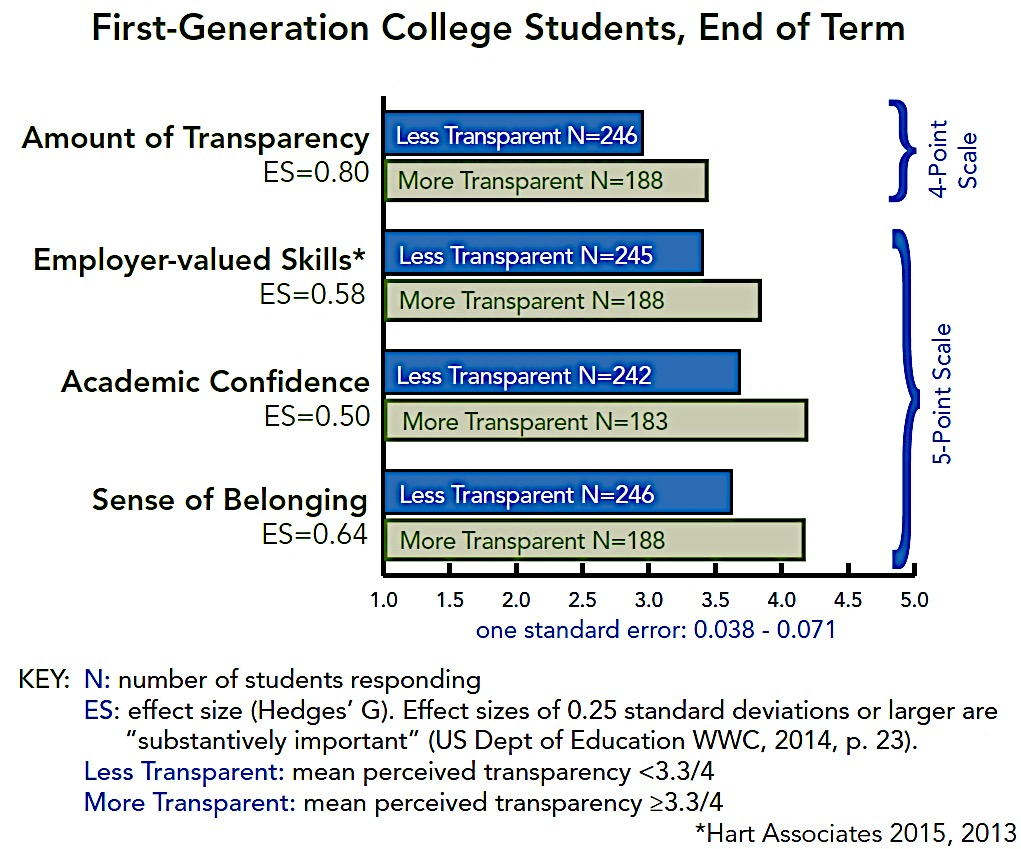 First-Generation College Students, End of Term
Amount of Transparency
ES=0.80
Less Transparent N=246
More Transparent N=188
4-Point
Scale
Employer-valued Skills*
ES=0.58
Less Transparent N=245
More Transparent N=188
Academic Confidence
ES=0.50
Less Transparent N=242
More Transparent N=183
Sense of Belonging
ES=0.64
Less Transparent N=246
More Transparent N=188
5-Point Scale
1.0 1.5 2.0 2.5 3.0 3.5 4.0 4.5 5.0
one standard error: 0.038 - 0.071
KEY: N: number of students responding
ES: effect size (Hedges’ G). Effect sizes of 0.25 standard deviations or larger are
“substantively important” (US Dept of Education WWC, 2014, p. 23).
Less Transparent: mean perceived transparency <3.3/4
More Transparent: mean perceived transparency ≥3.3/4
*Hart Associates 2015, 2013